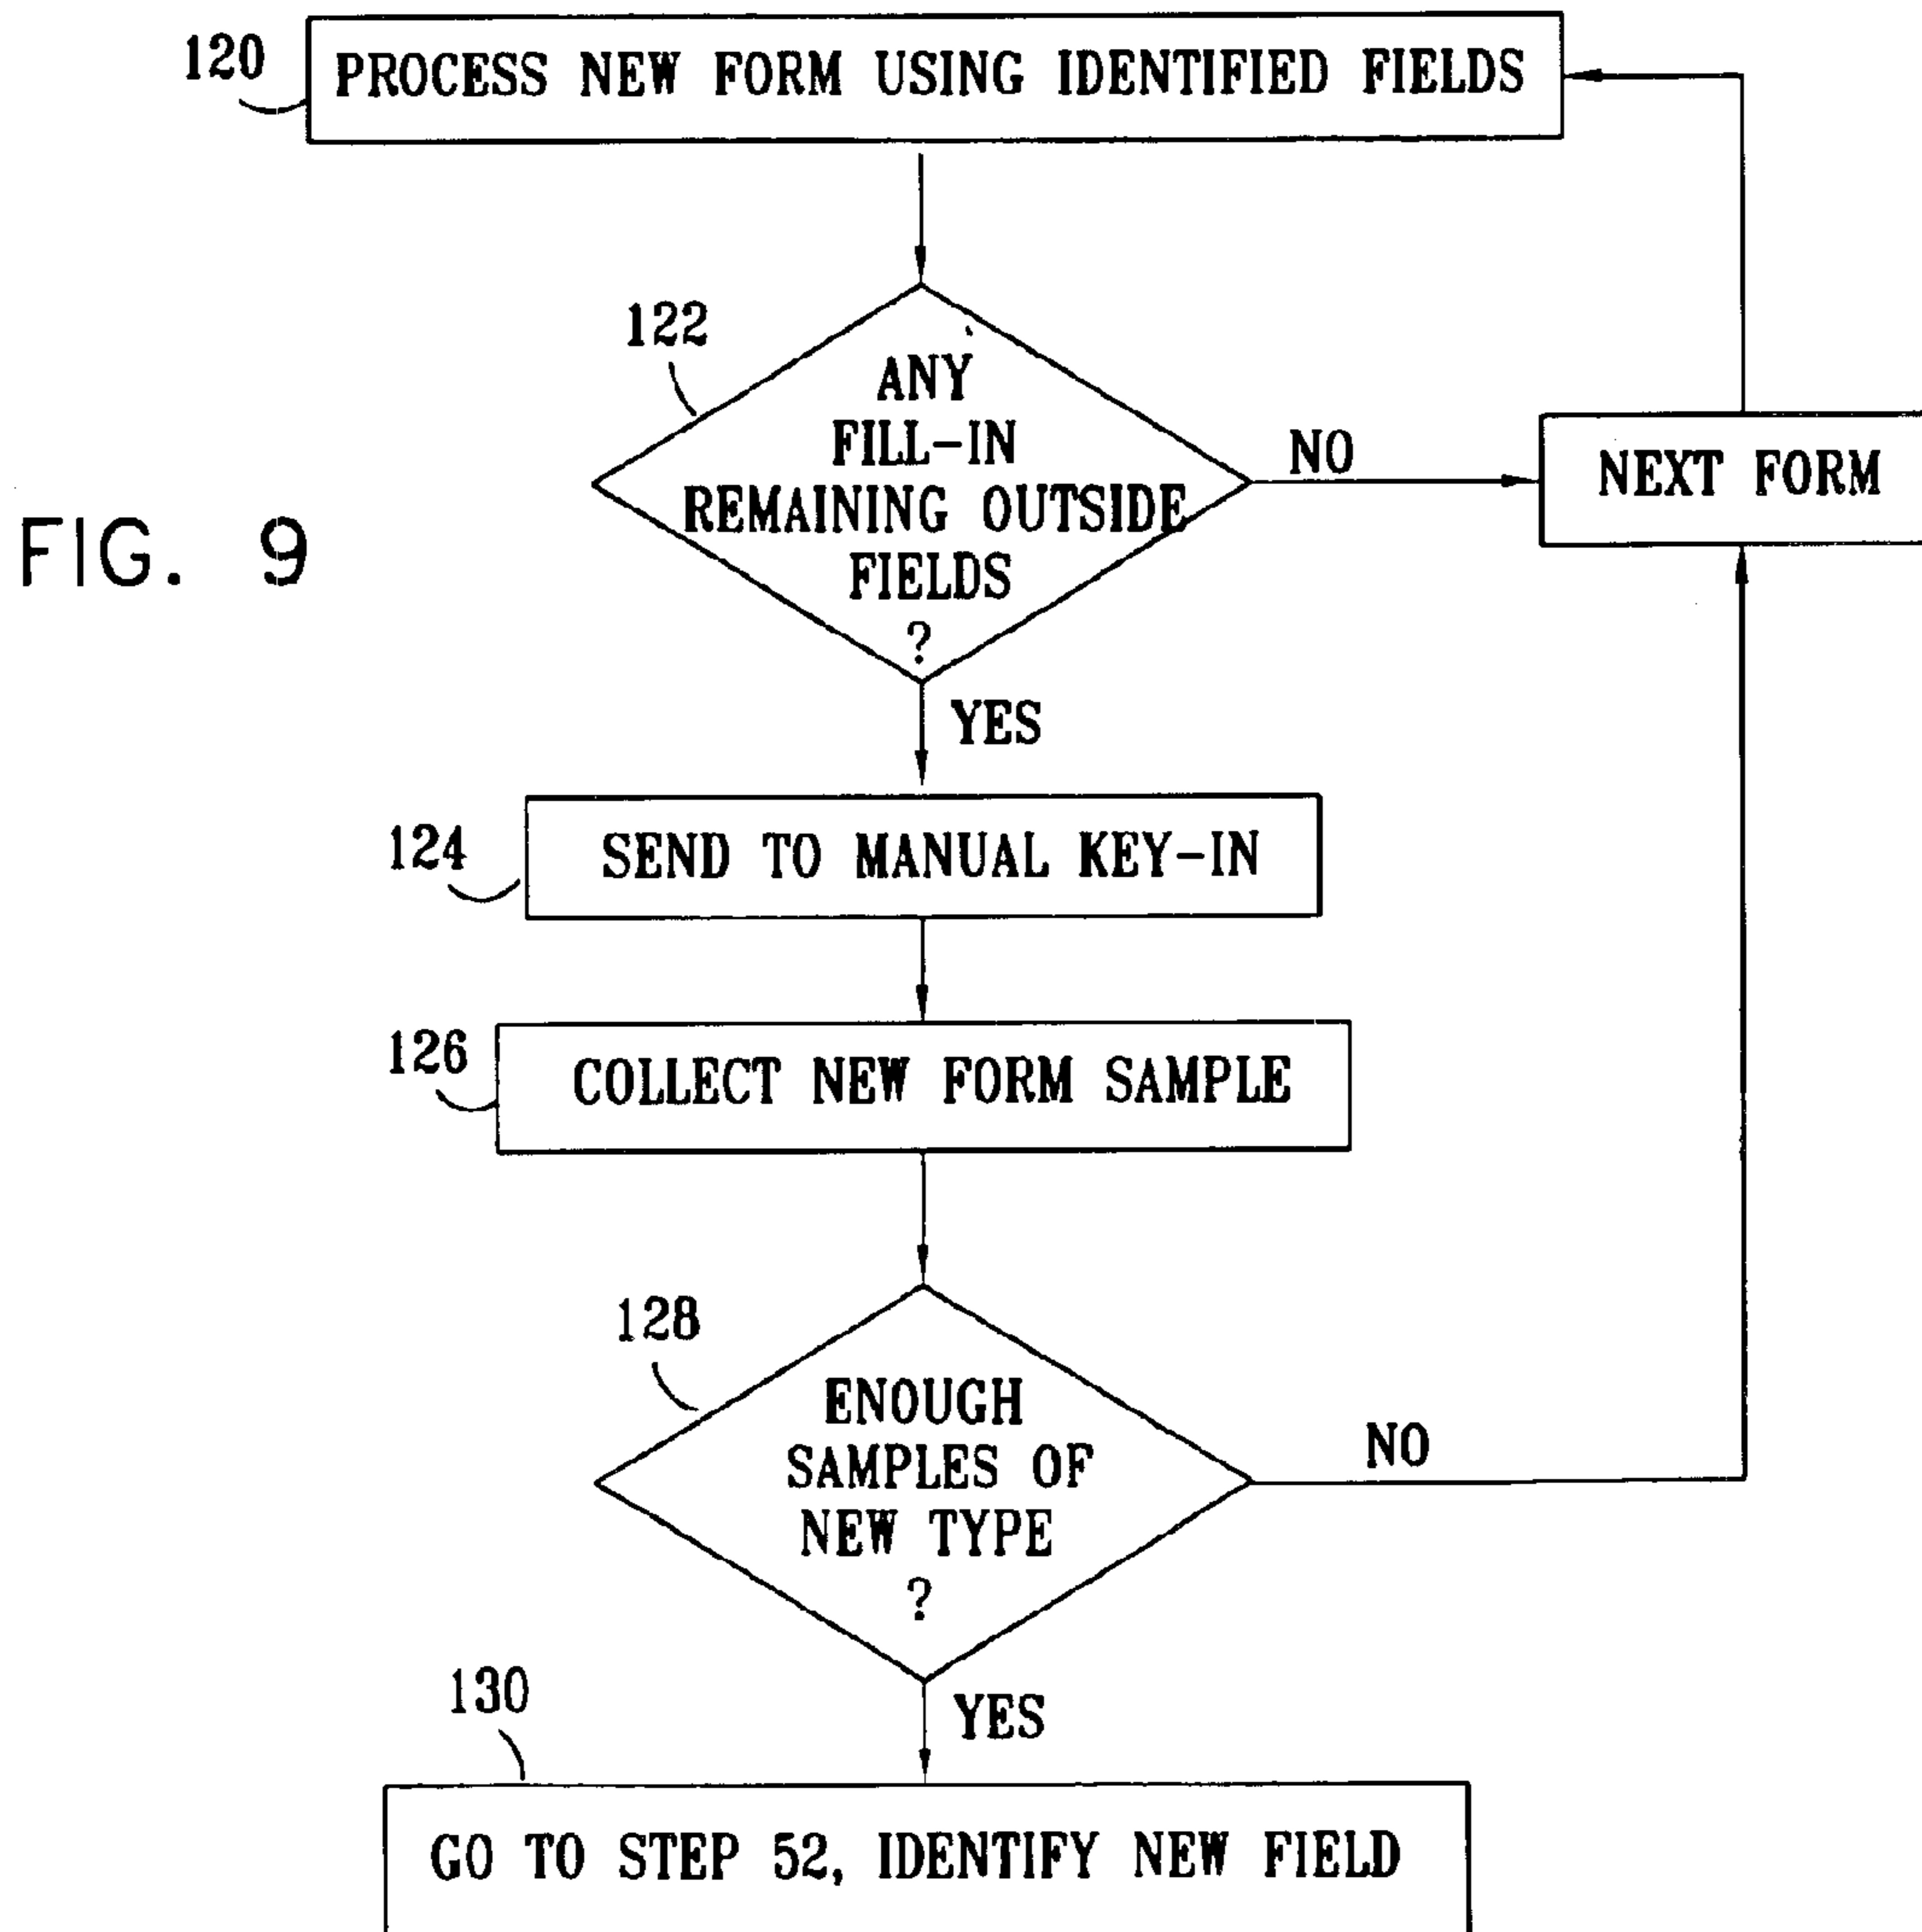 120
PROCESS NEW FORM USING IDENTIFIED FIELDS
122
ANY
FILL-IN
REMAINING OUTSIDE
FIELDS
?
NO
NEXT FORM
FIG. 9
YES
124
SEND TO MANUAL KEY-IN
126
COLLECT NEW FORM SAMPLE
128
ENOUGH
SAMPLES OF
NEW TYPE
?
NO
YES
130
GO TO STEP 52, IDENTIFY NEW FIELD